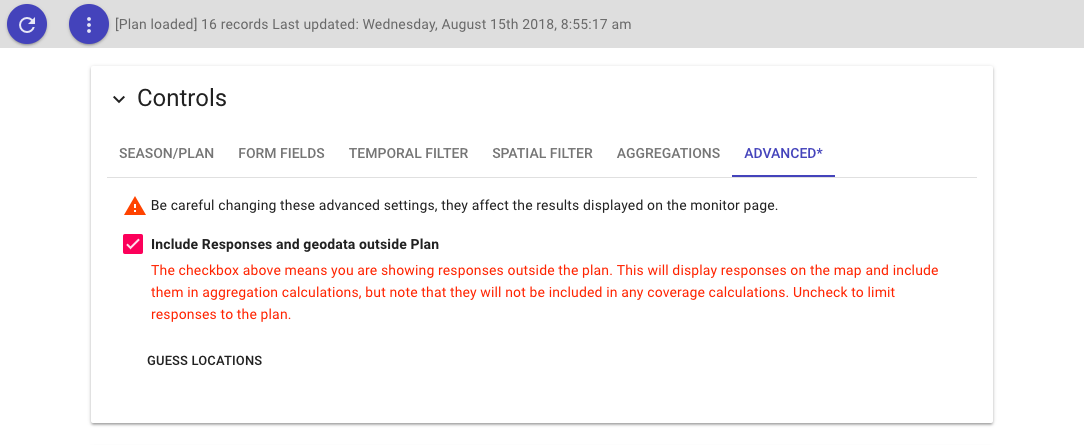 [Plan loaded] 16 records Last updated: Wednesday, August 15th 2018, 8:55:17 am
Controls
SEASON/PLAN FORM FIELDS TEMPORAL FILTER SPATIAL FILTER AGGREGATIONS ADVANCED*
Be careful changing these advanced settings, they affect the results displayed on the monitor page.
Include Responses and geodata outside Plan
The checkbox above means you are showing responses outside the plan. This will display responses on the map and include
them in aggregation calculations, but note that they will not be included in any coverage calculations. Uncheck to limit
responses to the plan.
GUESS LOCATIONS